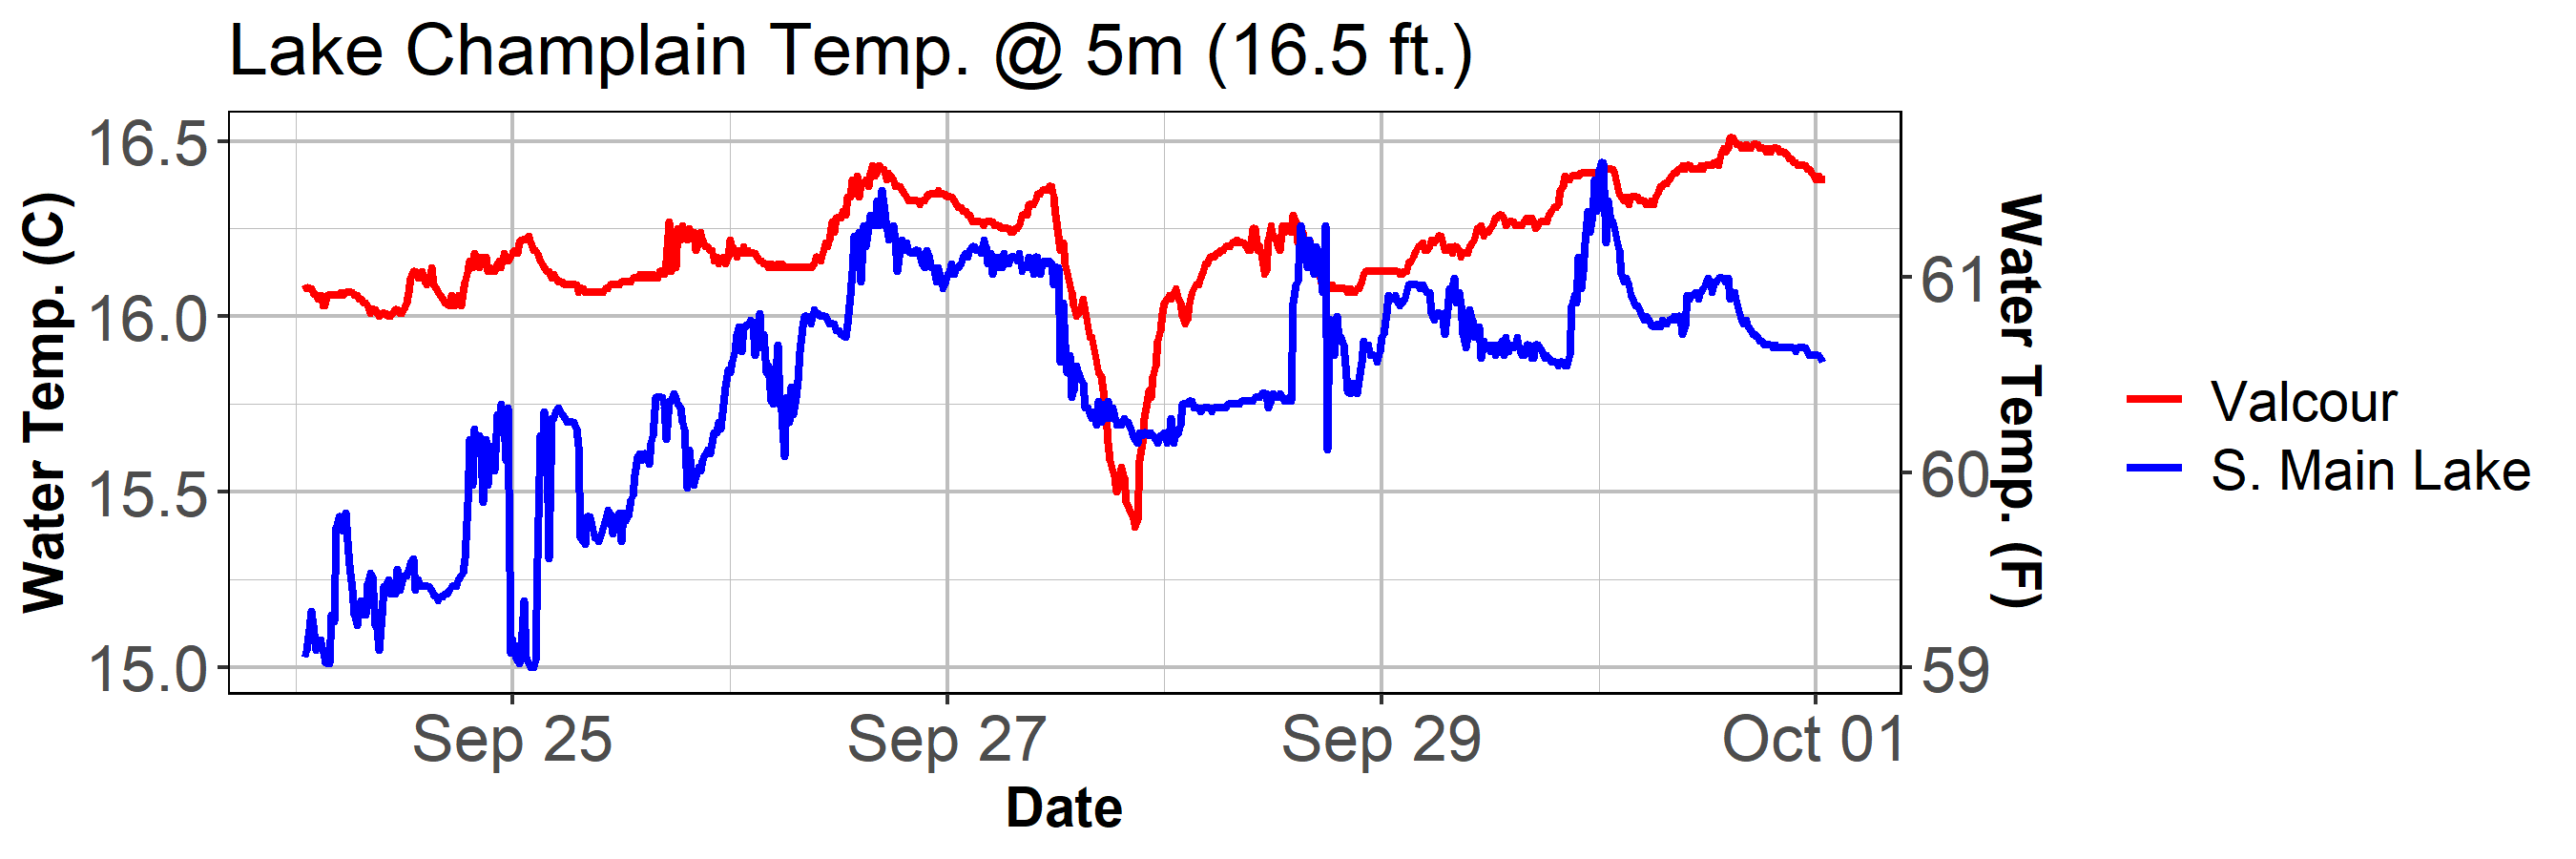 Lake Champlain Temp. @ 5m (16.5 ft.)
Water Temp. (C)
16.5
16.0
15.5
15.0
61
60
59
Water Temp. (F)
Sep 25
Sep 27
Sep 29
Oct 01
Date
Valcour
S. Main Lake